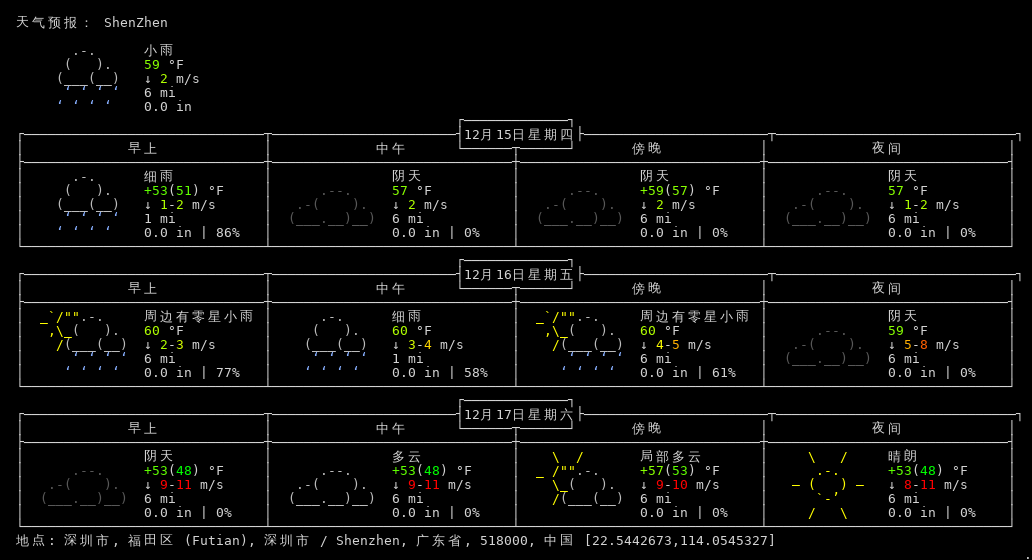 天气预报： ShenZhen
小雨
59 °F
↓ 2 m/s
6 mi
0.0 in
12月15日星期四
早上 中午 傍晚 夜间
细雨 阴天 阴天 阴天
+53(51) °F 57 °F +59(57) °F 57 °F
↓ 1-2 m/s ↓ 2 m/s ↓ 2 m/s ↓ 1-2 m/s
1 mi 6 mi 6 mi 6 mi
0.0 in | 86% 0.0 in | 0% 0.0 in | 0% 0.0 in | 0%
12月16日星期五
早上 中午 傍晚 夜间
周边有零星小雨 细雨 周边有零星小雨 阴天
60 °F 60 °F 60 °F 59 °F
↓ 2-3 m/s ↓ 3-4 m/s ↓ 4-5 m/s ↓ 5-8 m/s
6 mi 1 mi 6 mi 6 mi
0.0 in | 77% 0.0 in | 58% 0.0 in | 61% 0.0 in | 0%
12月17日星期六
早上 中午 傍晚 夜间
阴天 多云 局部多云 晴朗
+53(48) °F +53(48) °F +57(53) °F +53(48) °F
↓ 9-11 m/s ↓ 9-11 m/s ↓ 9-10 m/s ↓ 8-11 m/s
6 mi 6 mi 6 mi 6 mi
0.0 in | 0% 0.0 in | 0% 0.0 in | 0% 0.0 in | 0%
地点: 深圳市, 福田区 (Futian), 深圳市 / Shenzhen, 广东省, 518000, 中国 [22.5442673,114.0545327]